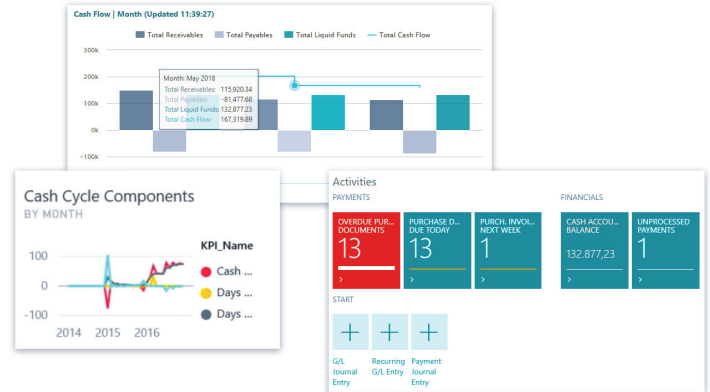 Cash Flow | Month (Updated 11:39:27)
Total Receivables Total Payables Total Liquid Funds Total Cash Flow
300k
200k
100k
0k
-100k
Month: May 2018
Total Receivables: 115,920.34
Total Payables: -81,477.68
Total Liquid Funds: 132,877.23
Total Cash Flow: 167,319.89
Cash Cycle Components
BY MONTH
KPI_Name
Cash ...
Days ...
Days ...
100
0
-100
2014 2015 2016
Activities
PAYMENTS
FINANCIALS
OVERDUE PUR...
DOCUMENTS
13
PURCHASE D...
DUE TODAY
13
PURCH. INVOI...
NEXT WEEK
1
CASH ACCOU...
BALANCE
132.877,23
UNPROCESSED
PAYMENTS
1
START
G/L
Journal
Entry
Recurring
G/L Entry
Payment
Journal
Entry